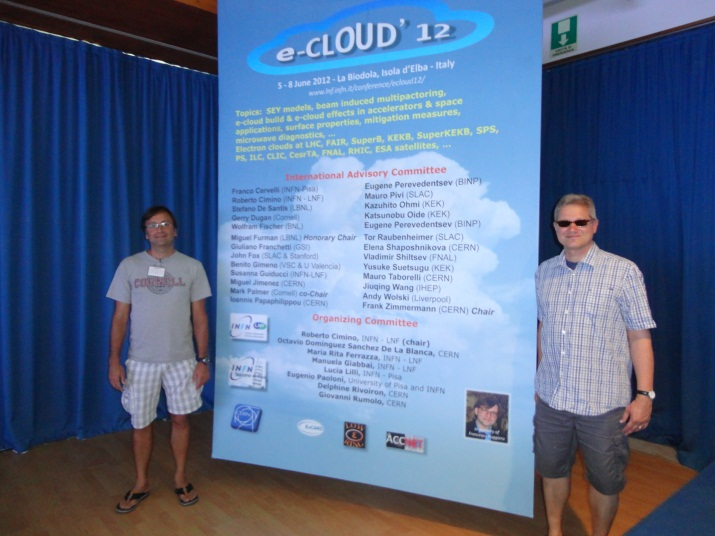 e-CLOUD' 12
5 - 8 June 2012 - La Biodola, Isola d'Elba - Italy
www.lnf.infn.it/conference/ecloud12/
Topics: SEY models, beam induced multipactoring,
e-cloud build & e-cloud effects in accelerators & space
applications, surface properties, mitigation measures,
microwave diagnostics, ...
Electron clouds at LHC, FAIR, SuperB, KEKB, SuperKEKB, SPS,
PS, ILC, CLIC, CesrTA, FNAL, RHIC, ESA satellites, ...
International Advisory Committee
Franco Cervelli (INFN-Pisa)
Roberto Cimino (INFN - LNF)
Stefano De Santis (LBNL)
Gerry Dugan (Cornell)
Wolfram Fischer (BNL)
Miguel Furman (LBNL) Honorary Chair
Giuliano Franchetti (GSI)
John Fox (SLAC & Stanford)
Benito Gimeno (VSC & U Valencia)
Susanna Guiducci (INFN-LNF)
Miguel Jimenez (CERN)
Mark Palmer (Cornell) co-Chair
Ioannis Papaphilippou (CERN)
Eugene Perevedentsev (BINP)
Mauro Pivi (SLAC)
Kazuhito Ohmi (KEK)
Katsunobu Oide (KEK)
Eugene Perevedentsev (BINP)
Tor Raubenheimer (SLAC)
Elena Shaposhnikova (CERN)
Vladimir Shiltsev (FNAL)
Yusuke Suetsugu (KEK)
Mauro Taborelli (CERN)
Jiuqing Wang (IHEP)
Andy Wolski (Liverpool)
Frank Zimmermann (CERN) Chair
Organizing Committee
Roberto Cimino, INFN - LNF (chair)
Octavio Dominguez Sanchez De La Blanca, CERN
Maria Rita Ferrazza, INFN - LNF
Manuela Giabbai, INFN - LNF
Lucia Lilli, INFN - Pisa
Eugenio Paoloni, University of Pisa and INFN
Delphine Rivoiron, CERN
Giovanni Rumolo, CERN
INFN
INFN
CERN
EuCARD
ACCNET